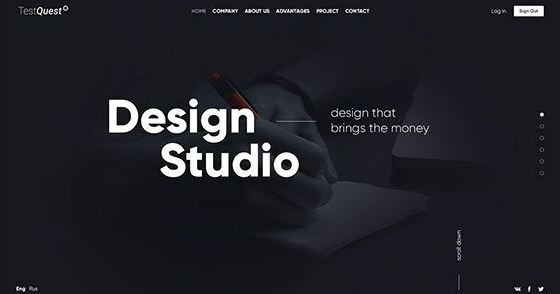 TestQuest
HOME COMPANY ABOUT US ADVANTAGES PROJECT CONTACT
Log in Sign Out
Design
Studio
design that
brings the money
scroll down
Eng Rus